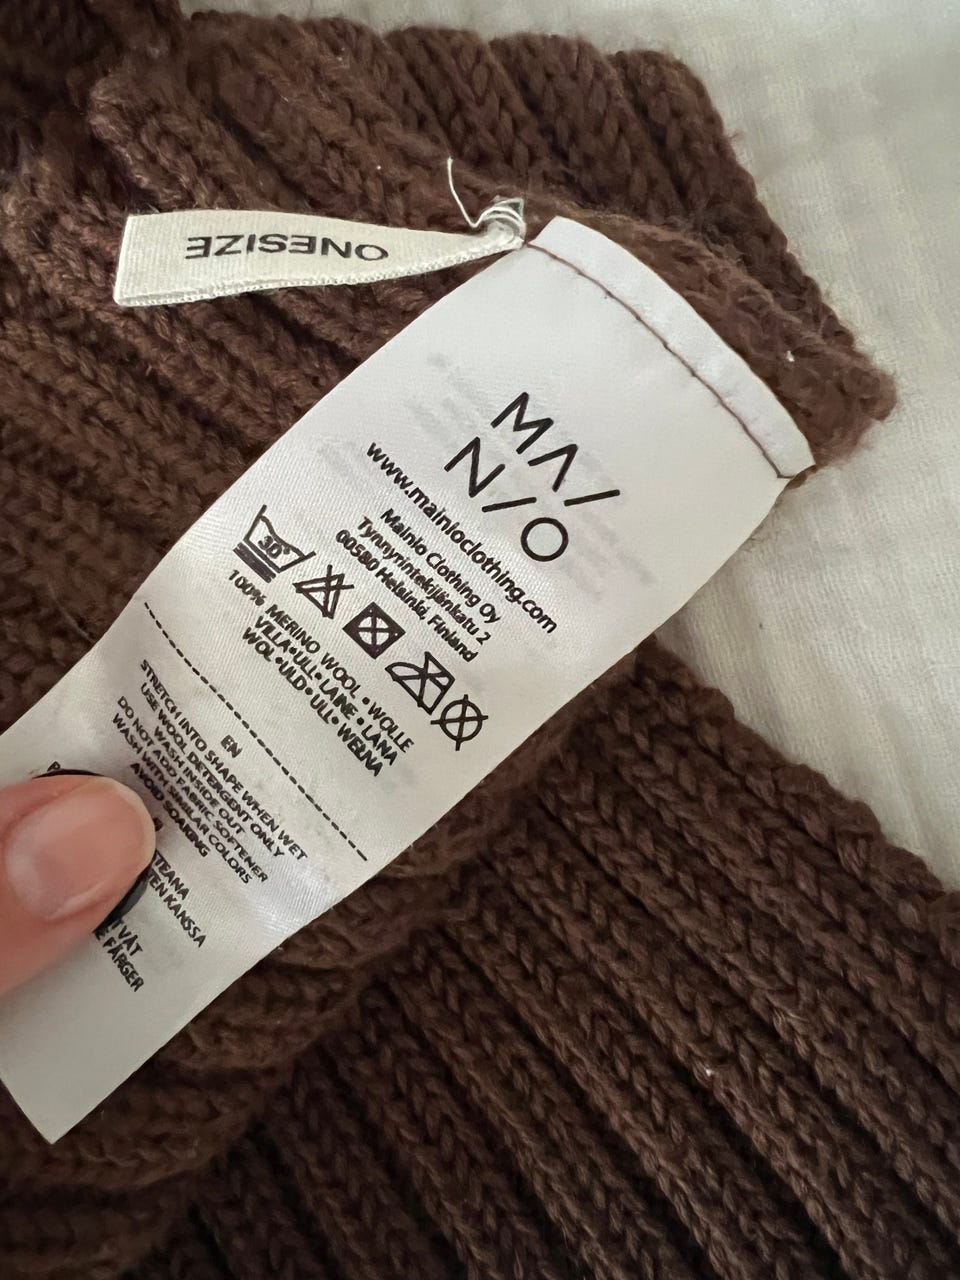 ONESIZE
MAI
N/O
www.mainioclothing.com
Mainio Clothing Oy
Tynnyrintekijänkatu 2
00580 Helsinki, Finland
30°
100% MERINO WOOL • WOLLE
VILLA•ULL• LAINE • LANA
WOL •ULD• ULL• WEŁNA
EN
STRETCH INTO SHAPE WHEN WET
USE WOOL DETERGENT ONLY
WASH INSIDE OUT
DO NOT ADD FABRIC SOFTENER
WASH WITH SIMILAR COLORS
AVOID SOAKING
KANSSA
VÅT
FÄRGER